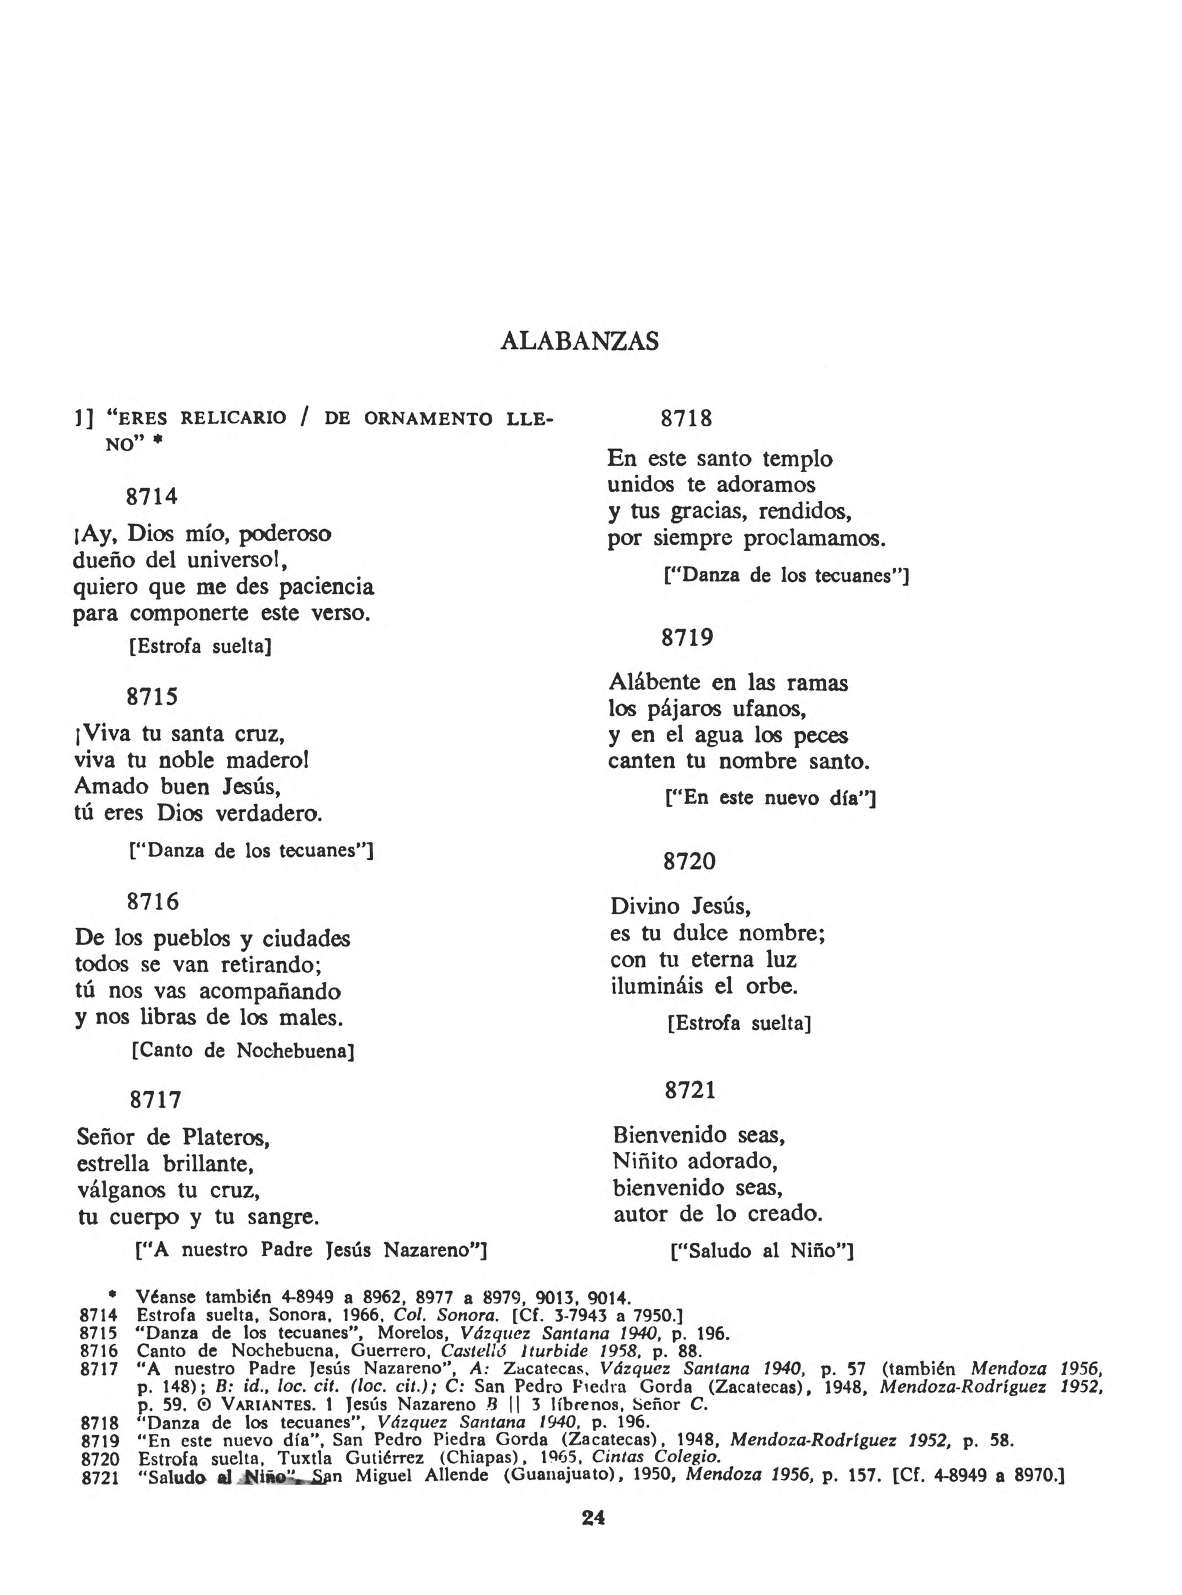 ALABANZAS
1] “ERES RELICARIO / DE ORNAMENTO LLE-
NO” *
8714
¡Ay, Dios mío, poderoso
dueño del universo!,
quiero que me des paciencia
para componerte este verso.
[Estrofa suelta]
8715
¡Viva tu santa cruz,
viva tu noble madero!
Amado buen Jesús,
tú eres Dios verdadero.
[“Danza de los tecuanes”]
8716
De los pueblos y ciudades
todos se van retirando;
tú nos vas acompañando
y nos libras de los males.
[Canto de Nochebuena]
8717
Señor de Plateros,
estrella brillante,
válganos tu cruz,
tu cuerpo y tu sangre.
[“A nuestro Padre Jesús Nazareno”]
8718
En este santo templo
unidos te adoramos
y tus gracias, rendidos,
por siempre proclamamos.
[“Danza de los tecuanes”]
8719
Alábente en las ramas
los pájaros ufanos,
y en el agua los peces
canten tu nombre santo.
[“En este nuevo día”]
8720
Divino Jesús,
es tu dulce nombre;
con tu eterna luz
ilumináis el orbe.
[Estrofa suelta]
8721
Bienvenido seas,
Niñito adorado,
bienvenido seas,
autor de lo creado.
[“Saludo al Niño”]
* Véanse también 4-8949 a 8962, 8977 a 8979, 9013, 9014.
8714 Estrofa suelta, Sonora, 1966, Col. Sonora. [Cf. 3-7943 a 7950.]
8715 “Danza de los tecuanes”, Morelos, Vázquez Santana 1940, p. 196.
8716 Canto de Nochebuena, Guerrero, Castelló Iturbide 1958, p. 88.
8717 “A nuestro Padre Jesús Nazareno”, A: Zacatecas, Vázquez Santana 1940, p. 57 (también Mendoza 1956,
p. 148); B: id., loc. cit. (loc. cit.); C: San Pedro Piedra Gorda (Zacatecas), 1948, Mendoza-Rodríguez 1952,
p. 59. ⊙ VARIANTES. 1 Jesús Nazareno B || 3 líbrenos, Señor C.
8718 “Danza de los tecuanes”, Vázquez Santana 1940, p. 196.
8719 “En este nuevo día”, San Pedro Piedra Gorda (Zacatecas), 1948, Mendoza-Rodríguez 1952, p. 58.
8720 Estrofa suelta, Tuxtla Gutiérrez (Chiapas), 1965, Cintas Colegio.
8721 “Saludo al Niño”, San Miguel Allende (Guanajuato), 1950, Mendoza 1956, p. 157. [Cf. 4-8949 a 8970.]
24